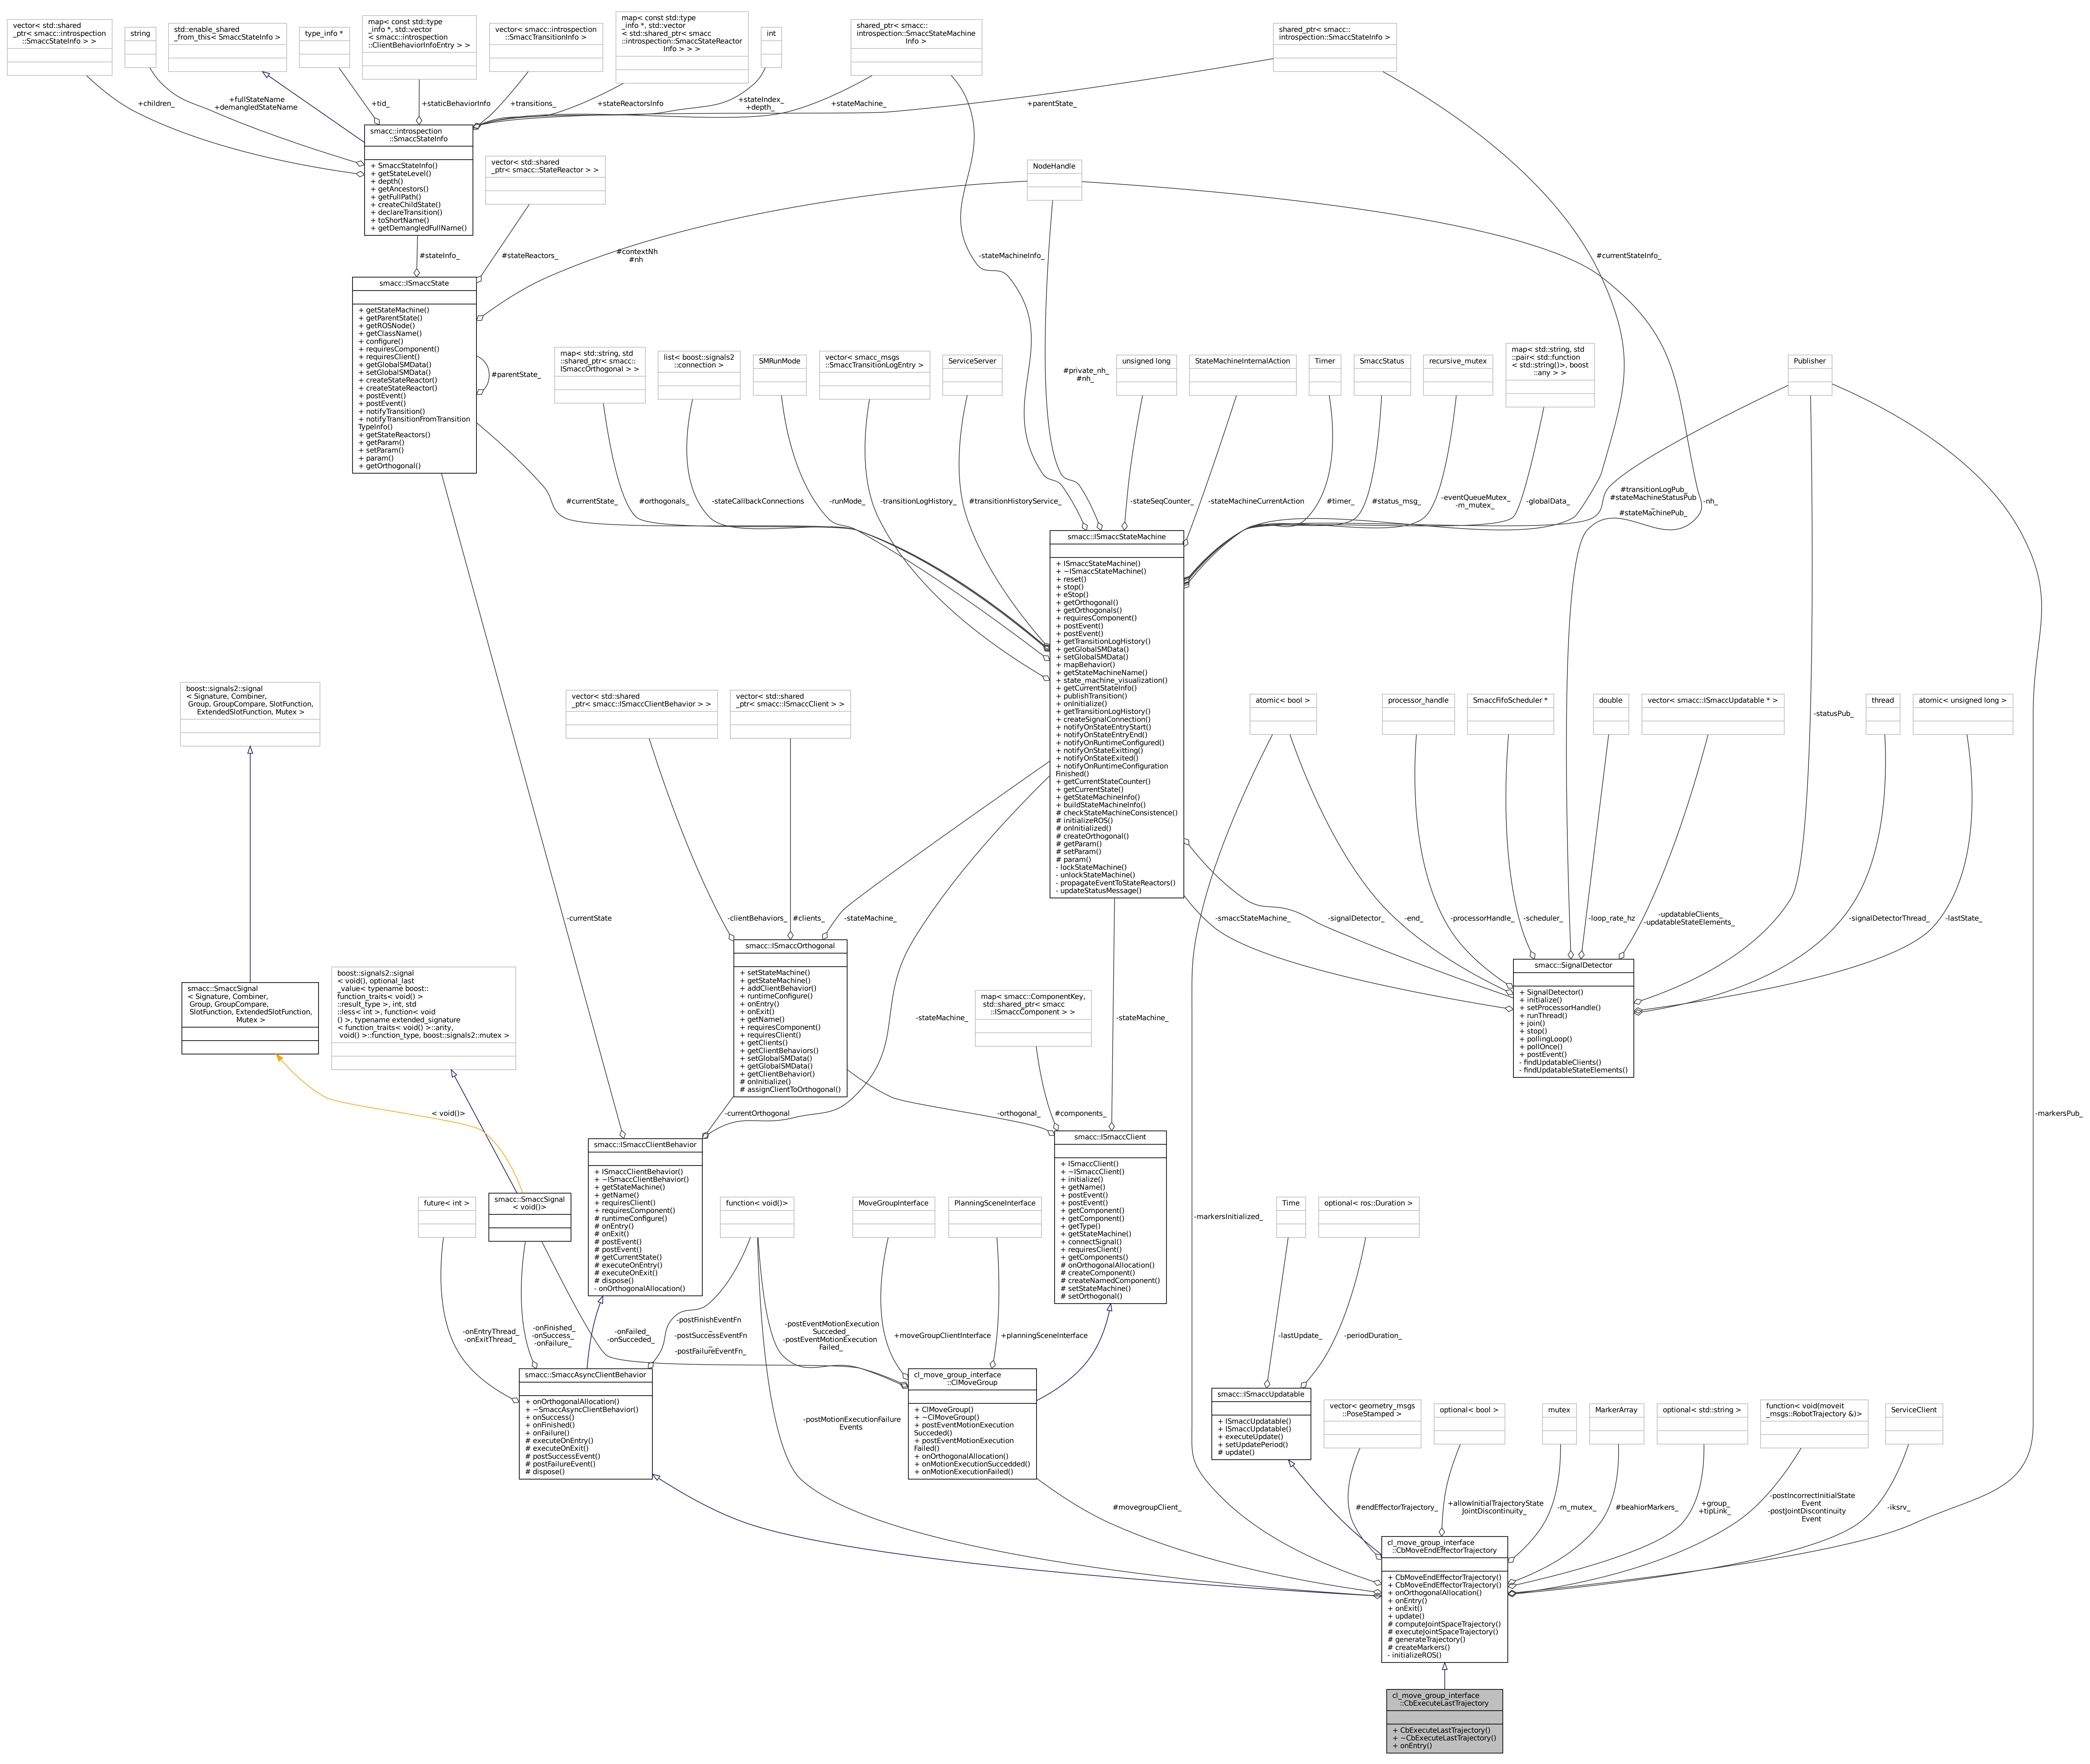 vector< std::shared
_ptr< smacc::introspection
::SmaccStateInfo > >
string
std::enable_shared
_from_this< SmaccStateInfo >
type_info *
map< const std::type
_info *, std::vector
< smacc::introspection
::ClientBehaviorInfoEntry > >
vector< smacc::introspection
::SmaccTransitionInfo >
map< const std::type
_info *, std::vector
< std::shared_ptr< smacc
::introspection::SmaccStateReactor
Info > > >
int
shared_ptr< smacc::
introspection::SmaccStateMachine
Info >
shared_ptr< smacc::
introspection::SmaccStateInfo >
+children_
+fullStateName
+demangledStateName
+tid_
+staticBehaviorInfo
+transitions_
+stateReactorsInfo
+stateIndex_
+depth_
+stateMachine_
+parentState_
smacc::introspection
::SmaccStateInfo
+ SmaccStateInfo()
+ getStateLevel()
+ depth()
+ getAncestors()
+ getFullPath()
+ createChildState()
+ declareTransition()
+ toShortName()
+ getDemangledFullName()
vector< std::shared
_ptr< smacc::StateReactor > >
NodeHandle
#stateInfo_
#stateReactors_
#contextNh
#nh
-stateMachineInfo_
#currentStateInfo_
smacc::ISmaccState
+ getStateMachine()
+ getParentState()
+ getROSNode()
+ getClassName()
+ configure()
+ requiresComponent()
+ requiresClient()
+ getGlobalSMData()
+ setGlobalSMData()
+ createStateReactor()
+ createStateReactor()
+ postEvent()
+ postEvent()
+ notifyTransition()
+ notifyTransitionFromTransition
TypeInfo()
+ getStateReactors()
+ getParam()
+ setParam()
+ param()
+ getOrthogonal()
#parentState_
map< std::string, std
::shared_ptr< smacc::
ISmaccOrthogonal > >
list< boost::signals2
::connection >
SMRunMode
vector< smacc_msgs
::SmaccTransitionLogEntry >
ServiceServer
#private_nh_
#nh_
unsigned long
StateMachineInternalAction
Timer
SmaccStatus
recursive_mutex
map< std::string, std
::pair< std::function
< std::string()>, boost
::any > >
Publisher
#currentState_
#orthogonals_
-stateCallbackConnections
-runMode_
-transitionLogHistory_
#transitionHistoryService_
-stateSeqCounter_
-stateMachineCurrentAction
#timer_
#status_msg_
-eventQueueMutex_
-m_mutex_
-globalData_
#transitionLogPub_
#stateMachineStatusPub
_
#stateMachinePub_
-nh_
smacc::ISmaccStateMachine
+ ISmaccStateMachine()
+ ~ISmaccStateMachine()
+ reset()
+ stop()
+ eStop()
+ getOrthogonal()
+ getOrthogonals()
+ requiresComponent()
+ postEvent()
+ postEvent()
+ getTransitionLogHistory()
+ getGlobalSMData()
+ setGlobalSMData()
+ mapBehavior()
+ getStateMachineName()
+ state_machine_visualization()
+ getCurrentStateInfo()
+ publishTransition()
+ onInitialize()
+ getTransitionLogHistory()
+ createSignalConnection()
+ notifyOnStateEntryStart()
+ notifyOnStateEntryEnd()
+ notifyOnRuntimeConfigured()
+ notifyOnStateExitting()
+ notifyOnStateExited()
+ notifyOnRuntimeConfiguration
Finished()
+ getCurrentStateCounter()
+ getCurrentState()
+ getStateMachineInfo()
+ buildStateMachineInfo()
# checkStateMachineConsistence()
# initializeROS()
# onInitialized()
# createOrthogonal()
# getParam()
# setParam()
# param()
- lockStateMachine()
- unlockStateMachine()
- propagateEventToStateReactors()
- updateStatusMessage()
boost::signals2::signal
< Signature, Combiner,
Group, GroupCompare, SlotFunction,
ExtendedSlotFunction, Mutex >
vector< std::shared
_ptr< smacc::ISmaccClientBehavior > >
vector< std::shared
_ptr< smacc::ISmaccClient > >
atomic< bool >
processor_handle
SmaccFifoScheduler *
double
vector< smacc::ISmaccUpdatable * >
thread
atomic< unsigned long >
-statusPub_
-currentState
-clientBehaviors_
#clients_
-stateMachine_
-smaccStateMachine_
-signalDetector_
-end_
-processorHandle_
-scheduler_
-loop_rate_hz
-updatableClients_
-updatableStateElements_
-signalDetectorThread_
-lastState_
smacc::ISmaccOrthogonal
+ setStateMachine()
+ getStateMachine()
+ addClientBehavior()
+ runtimeConfigure()
+ onEntry()
+ onExit()
+ getName()
+ requiresComponent()
+ requiresClient()
+ getClients()
+ getClientBehaviors()
+ setGlobalSMData()
+ getGlobalSMData()
+ getClientBehavior()
# onInitialize()
# assignClientToOrthogonal()
smacc::SignalDetector
+ SignalDetector()
+ initialize()
+ setProcessorHandle()
+ runThread()
+ join()
+ stop()
+ pollingLoop()
+ pollOnce()
+ postEvent()
- findUpdatableClients()
- findUpdatableStateElements()
smacc::SmaccSignal
< Signature, Combiner,
Group, GroupCompare,
SlotFunction, ExtendedSlotFunction,
Mutex >
boost::signals2::signal
< void(), optional_last
_value< typename boost::
function_traits< void() >
::result_type >, int, std
::less< int >, function< void
() >, typename extended_signature
< function_traits< void() >::arity,
void() >::function_type, boost::signals2::mutex >
map< smacc::ComponentKey,
std::shared_ptr< smacc
::ISmaccComponent > >
-stateMachine_
-stateMachine_
< void()>
-currentOrthogonal
-orthogonal_
#components_
-markersPub_
smacc::ISmaccClientBehavior
+ ISmaccClientBehavior()
+ ~ISmaccClientBehavior()
+ getStateMachine()
+ getName()
+ requiresClient()
+ requiresComponent()
# runtimeConfigure()
# onEntry()
# onExit()
# postEvent()
# postEvent()
# getCurrentState()
# executeOnEntry()
# executeOnExit()
# dispose()
- onOrthogonalAllocation()
smacc::ISmaccClient
+ ISmaccClient()
+ ~ISmaccClient()
+ initialize()
+ getName()
+ postEvent()
+ postEvent()
+ getComponent()
+ getComponent()
+ getType()
+ getStateMachine()
+ connectSignal()
+ requiresClient()
+ getComponents()
# onOrthogonalAllocation()
# createComponent()
# createNamedComponent()
# setStateMachine()
# setOrthogonal()
future< int >
smacc::SmaccSignal
< void()>
function< void()>
MoveGroupInterface
PlanningSceneInterface
-markersInitialized_
Time
optional< ros::Duration >
-onEntryThread_
-onExitThread_
-onFinished_
-onSuccess_
-onFailure_
-onFailed_
-onSucceded_
-postFinishEventFn
_
-postSuccessEventFn
_
-postFailureEventFn_
-postEventMotionExecution
Succeded_
-postEventMotionExecution
Failed_
+moveGroupClientInterface
+planningSceneInterface
-lastUpdate_
-periodDuration_
smacc::SmaccAsyncClientBehavior
+ onOrthogonalAllocation()
+ ~SmaccAsyncClientBehavior()
+ onSuccess()
+ onFinished()
+ onFailure()
# executeOnEntry()
# executeOnExit()
# postSuccessEvent()
# postFailureEvent()
# dispose()
-postMotionExecutionFailure
Events
cl_move_group_interface
::ClMoveGroup
+ ClMoveGroup()
+ ~ClMoveGroup()
+ postEventMotionExecution
Succeded()
+ postEventMotionExecution
Failed()
+ onOrthogonalAllocation()
+ onMotionExecutionSuccedded()
+ onMotionExecutionFailed()
smacc::ISmaccUpdatable
+ ISmaccUpdatable()
+ ISmaccUpdatable()
+ executeUpdate()
+ setUpdatePeriod()
# update()
vector< geometry_msgs
::PoseStamped >
optional< bool >
mutex
MarkerArray
optional< std::string >
function< void(moveit
_msgs::RobotTrajectory &)>
ServiceClient
#movegroupClient_
#endEffectorTrajectory_
+allowInitialTrajectoryState
JointDiscontinuity_
-m_mutex_
#beahiorMarkers_
+group_
+tipLink_
-postIncorrectInitialState
Event
-postJointDiscontinuity
Event
-iksrv_
cl_move_group_interface
::CbMoveEndEffectorTrajectory
+ CbMoveEndEffectorTrajectory()
+ CbMoveEndEffectorTrajectory()
+ onOrthogonalAllocation()
+ onEntry()
+ onExit()
+ update()
# computeJointSpaceTrajectory()
# executeJointSpaceTrajectory()
# generateTrajectory()
# createMarkers()
- initializeROS()
cl_move_group_interface
::CbExecuteLastTrajectory
+ CbExecuteLastTrajectory()
+ ~CbExecuteLastTrajectory()
+ onEntry()